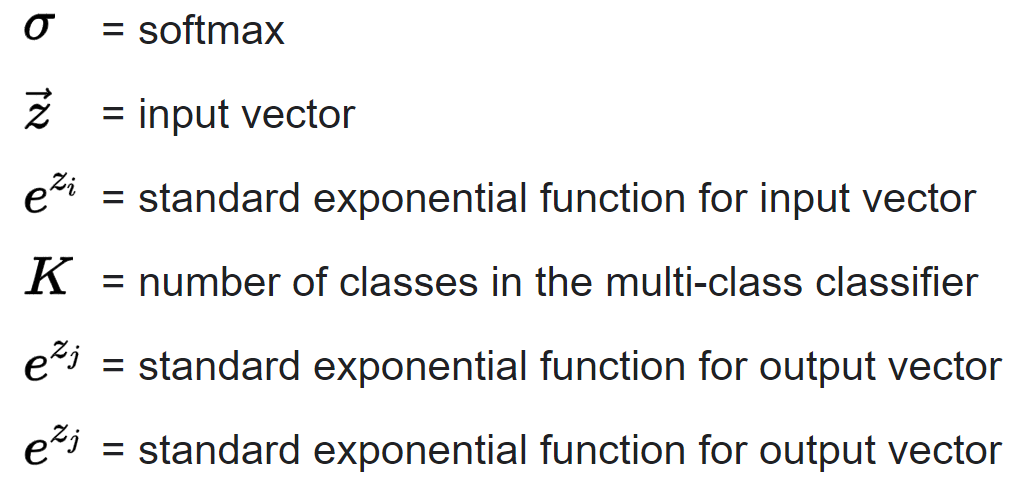 σ = softmax
z⃗ = input vector
e^{z_i} = standard exponential function for input vector
K = number of classes in the multi-class classifier
e^{z_j} = standard exponential function for output vector
e^{z_j} = standard exponential function for output vector